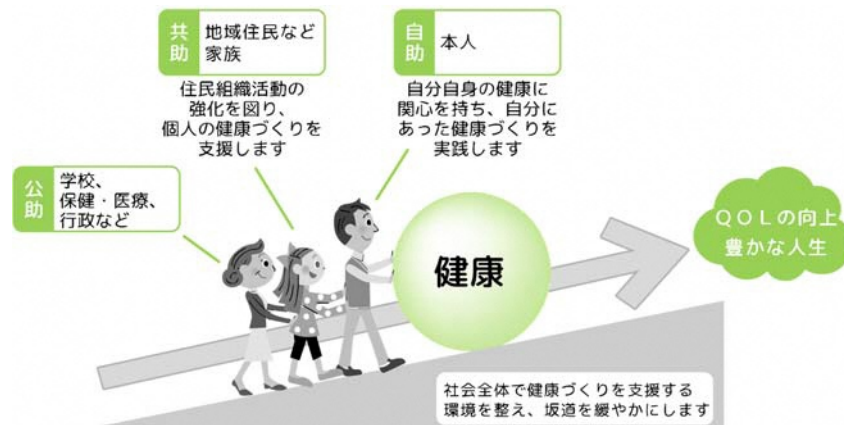 共助
地域住民など
家族
住民組織活動の
強化を図り、
個人の健康づくりを
支援します
自助
本人
自分自身の健康に
関心を持ち、自分に
あった健康づくりを
実践します
公助
学校、
保健・医療、
行政など
健康
ＱＯＬの向上
豊かな人生
社会全体で健康づくりを支援する
環境を整え、坂道を緩やかにします